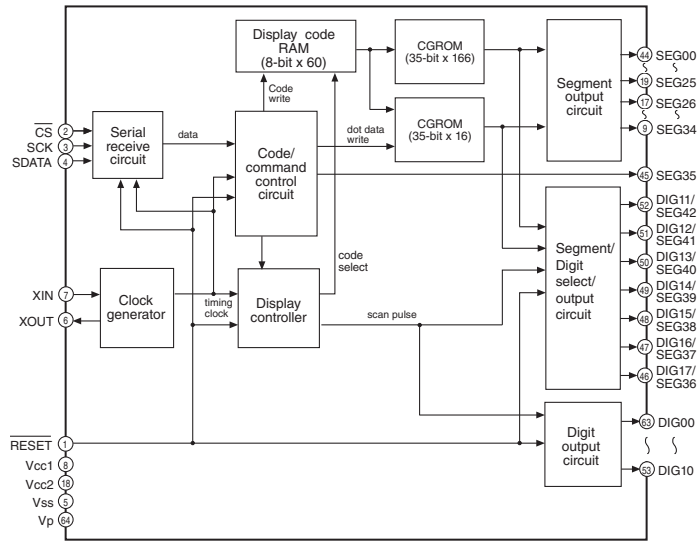 Display code
RAM
(8-bit x 60)
CGROM
(35-bit x 166)
CGROM
(35-bit x 16)
Segment
output
circuit
44 SEG00
19 SEG25
17 SEG26
9 SEG34
45 SEG35
Code
write
dot data
write
CS 2
SCK 3
SDATA 4
Serial
receive
circuit
data
Code/
command
control
circuit
code
select
52 DIG11/
SEG42
51 DIG12/
SEG41
50 DIG13/
SEG40
49 DIG14/
SEG39
48 DIG15/
SEG38
47 DIG16/
SEG37
46 DIG17/
SEG36
Segment/
Digit
select/
output
circuit
XIN 7
XOUT 6
Clock
generator
timing
clock
Display
controller
scan pulse
RESET 1
Vcc1 8
Vcc2 18
Vss 5
Vp 64
Digit
output
circuit
63 DIG00
53 DIG10